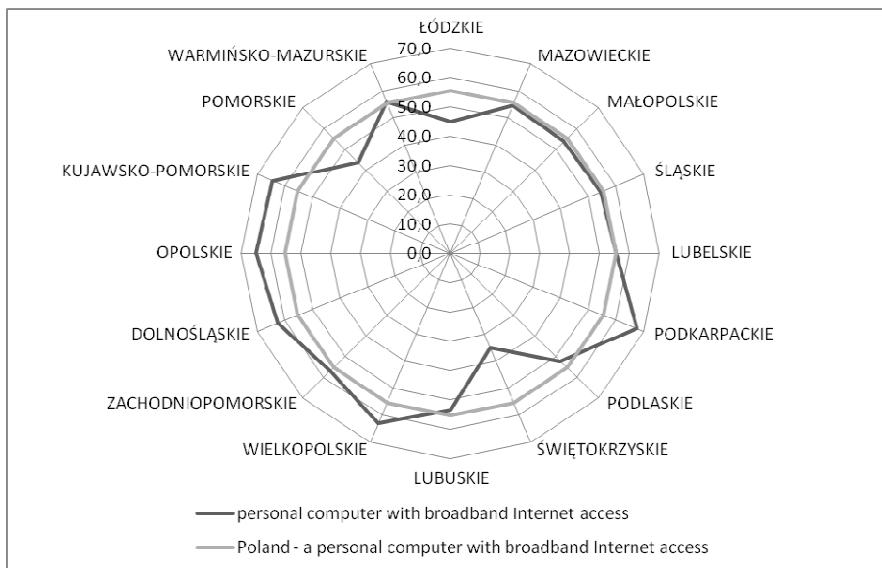 ŁÓDZKIE
70,0
WARMIŃSKO-MAZURSKIE
MAZOWIECKIE
60,0
POMORSKIE
50,0
MAŁOPOLSKIE
40,0
KUJAWSKO-POMORSKIE
30,0
ŚLĄSKIE
20,0
10,0
OPOLSKIE
0,0
LUBELSKIE
DOLNOŚLĄSKIE
PODKARPACKIE
ZACHODNIOPOMORSKIE
PODLASKIE
WIELKOPOLSKIE
ŚWIĘTOKRZYSKIE
LUBUSKIE
personal computer with broadband Internet access
Poland - a personal computer with broadband Internet access